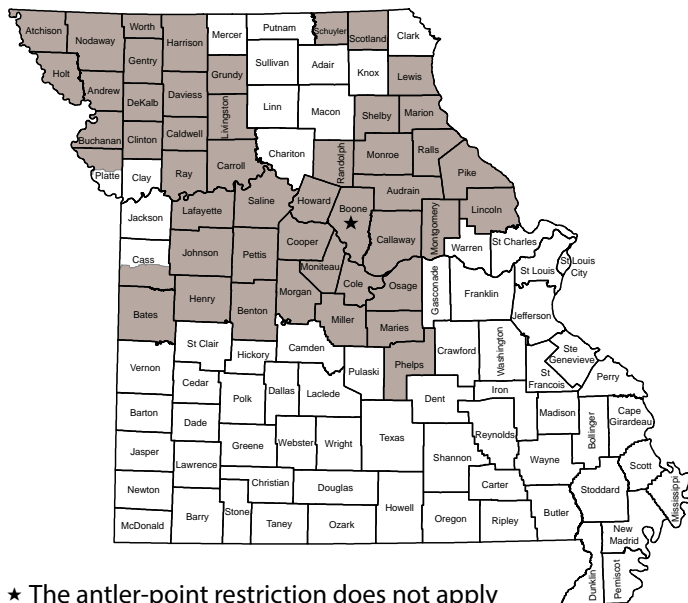 Atchison
Nodaway
Worth
Mercer
Putnam
Schuyler
Scotland
Clark
Harrison
Gentry
Sullivan
Adair
Knox
Holt
Grundy
Lewis
Andrew
DeKalb
Daviess
Livingston
Linn
Macon
Shelby
Marion
Buchanan
Clinton
Caldwell
Chariton
Randolph
Monroe
Ralls
Platte
Clay
Ray
Carroll
Pike
Audrain
Jackson
Lafayette
Saline
Howard
Boone
★
Callaway
Montgomery
Lincoln
Cass
Johnson
Pettis
Cooper
Moniteau
Warren
St Charles
St Louis
St Louis
City
Cole
Osage
Gasconade
Franklin
Bates
Henry
Benton
Morgan
Miller
Maries
Jefferson
St Clair
Hickory
Camden
Pulaski
Phelps
Crawford
Washington
Ste
Genevieve
St
Francois
Perry
Vernon
Cedar
Polk
Dallas
Laclede
Dent
Iron
Madison
Bollinger
Cape
Girardeau
Barton
Dade
Greene
Webster
Wright
Texas
Shannon
Reynolds
Wayne
Scott
Jasper
Lawrence
Christian
Douglas
Howell
Carter
Stoddard
Mississippi
Newton
McDonald
Barry
Stone
Taney
Ozark
Oregon
Ripley
Butler
New
Madrid
Dunklin
Pemiscot
★ The antler-point restriction does not apply